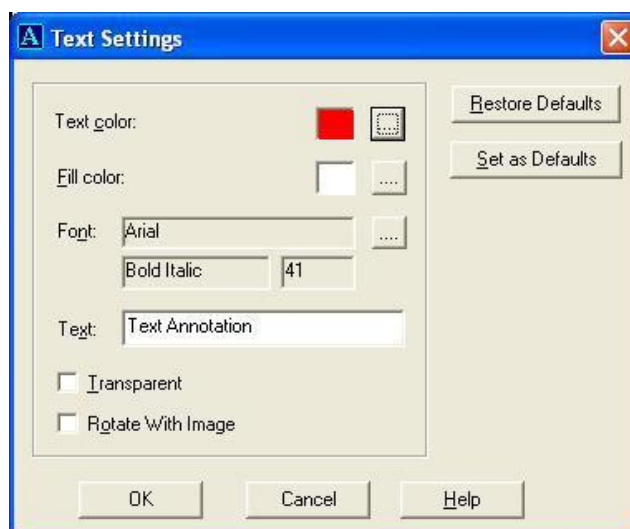 A Text Settings
Text color:
Fill color:
....
Font:
Arial
....
Bold Italic
41
Text:
Text Annotation
Transparent
Rotate With Image
Restore Defaults
Set as Defaults
OK
Cancel
Help